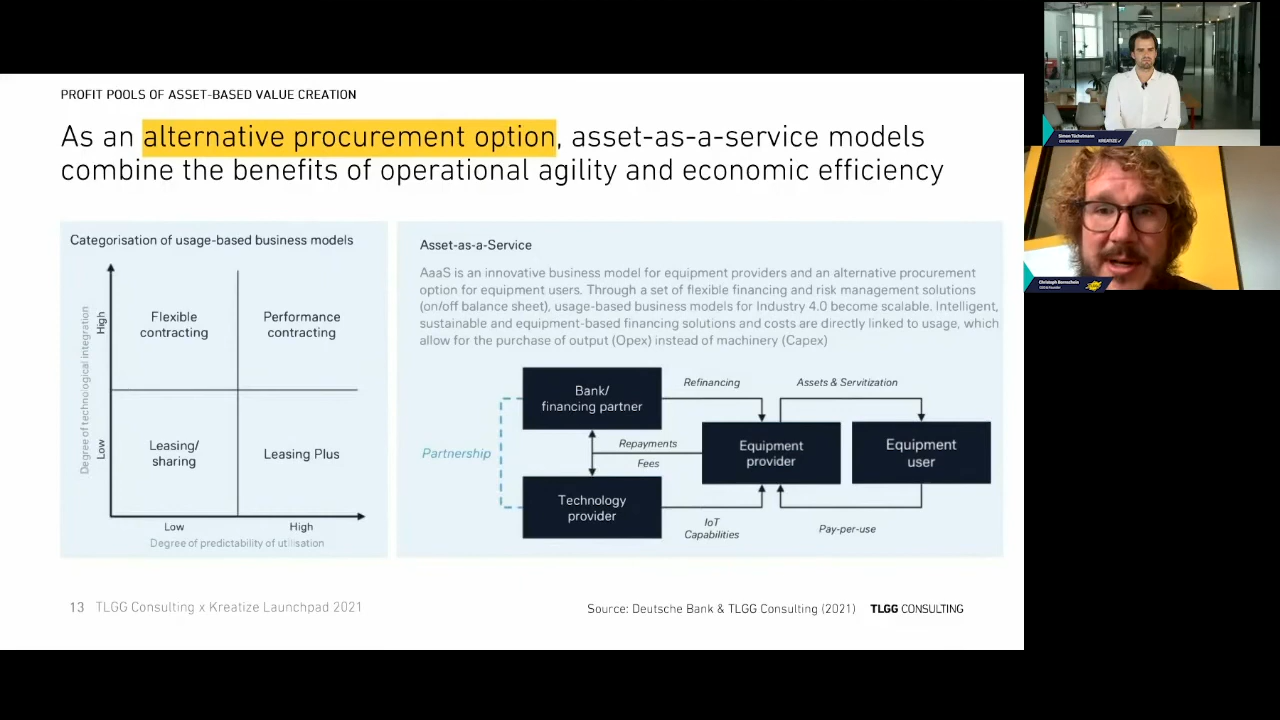 PROFIT POOLS OF ASSET-BASED VALUE CREATION
As an alternative procurement option, asset-as-a-service models
combine the benefits of operational agility and economic efficiency
Categorisation of usage-based business models
Degree of technological integration
High
Low
Flexible
contracting
Performance
contracting
Leasing/
sharing
Leasing Plus
Low
High
Degree of predictability of utilisation
Asset-as-a-Service
AaaS is an innovative business model for equipment providers and an alternative procurement
option for equipment users. Through a set of flexible financing and risk management solutions
(on/off balance sheet), usage-based business models for Industry 4.0 become scalable. Intelligent,
sustainable and equipment-based financing solutions and costs are directly linked to usage, which
allow for the purchase of output (Opex) instead of machinery (Capex)
Bank/
financing partner
Refinancing
Assets & Servitization
Partnership
Repayments
Fees
Equipment
provider
Equipment
user
Technology
provider
IoT
Capabilities
Pay-per-use
13 TLGG Consulting x Kreatize Launchpad 2021
Source: Deutsche Bank & TLGG Consulting (2021)
TLGG CONSULTING
Simon Tüchelmann
CEO KREATIZE
KREATIZE
Christoph Bornschein